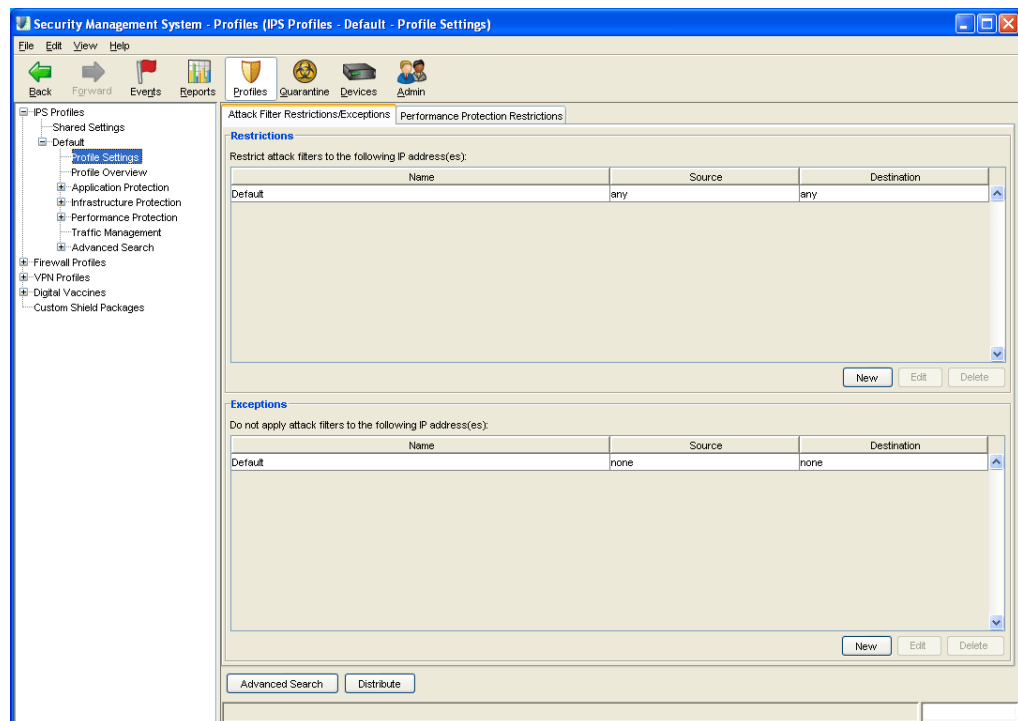 Security Management System - Profiles (IPS Profiles - Default - Profile Settings)
File Edit View Help
Back Forward Events Reports Profiles Quarantine Devices Admin
IPS Profiles
Shared Settings
Default
Profile Settings
Profile Overview
Application Protection
Infrastructure Protection
Performance Protection
Traffic Management
Advanced Search
Firewall Profiles
VPN Profiles
Digital Vaccines
Custom Shield Packages
Attack Filter Restrictions/Exceptions Performance Protection Restrictions
Restrictions
Restrict attack filters to the following IP address(es):
Name Source Destination
Default any any
New Edit Delete
Exceptions
Do not apply attack filters to the following IP address(es):
Name Source Destination
Default none none
New Edit Delete
Advanced Search Distribute